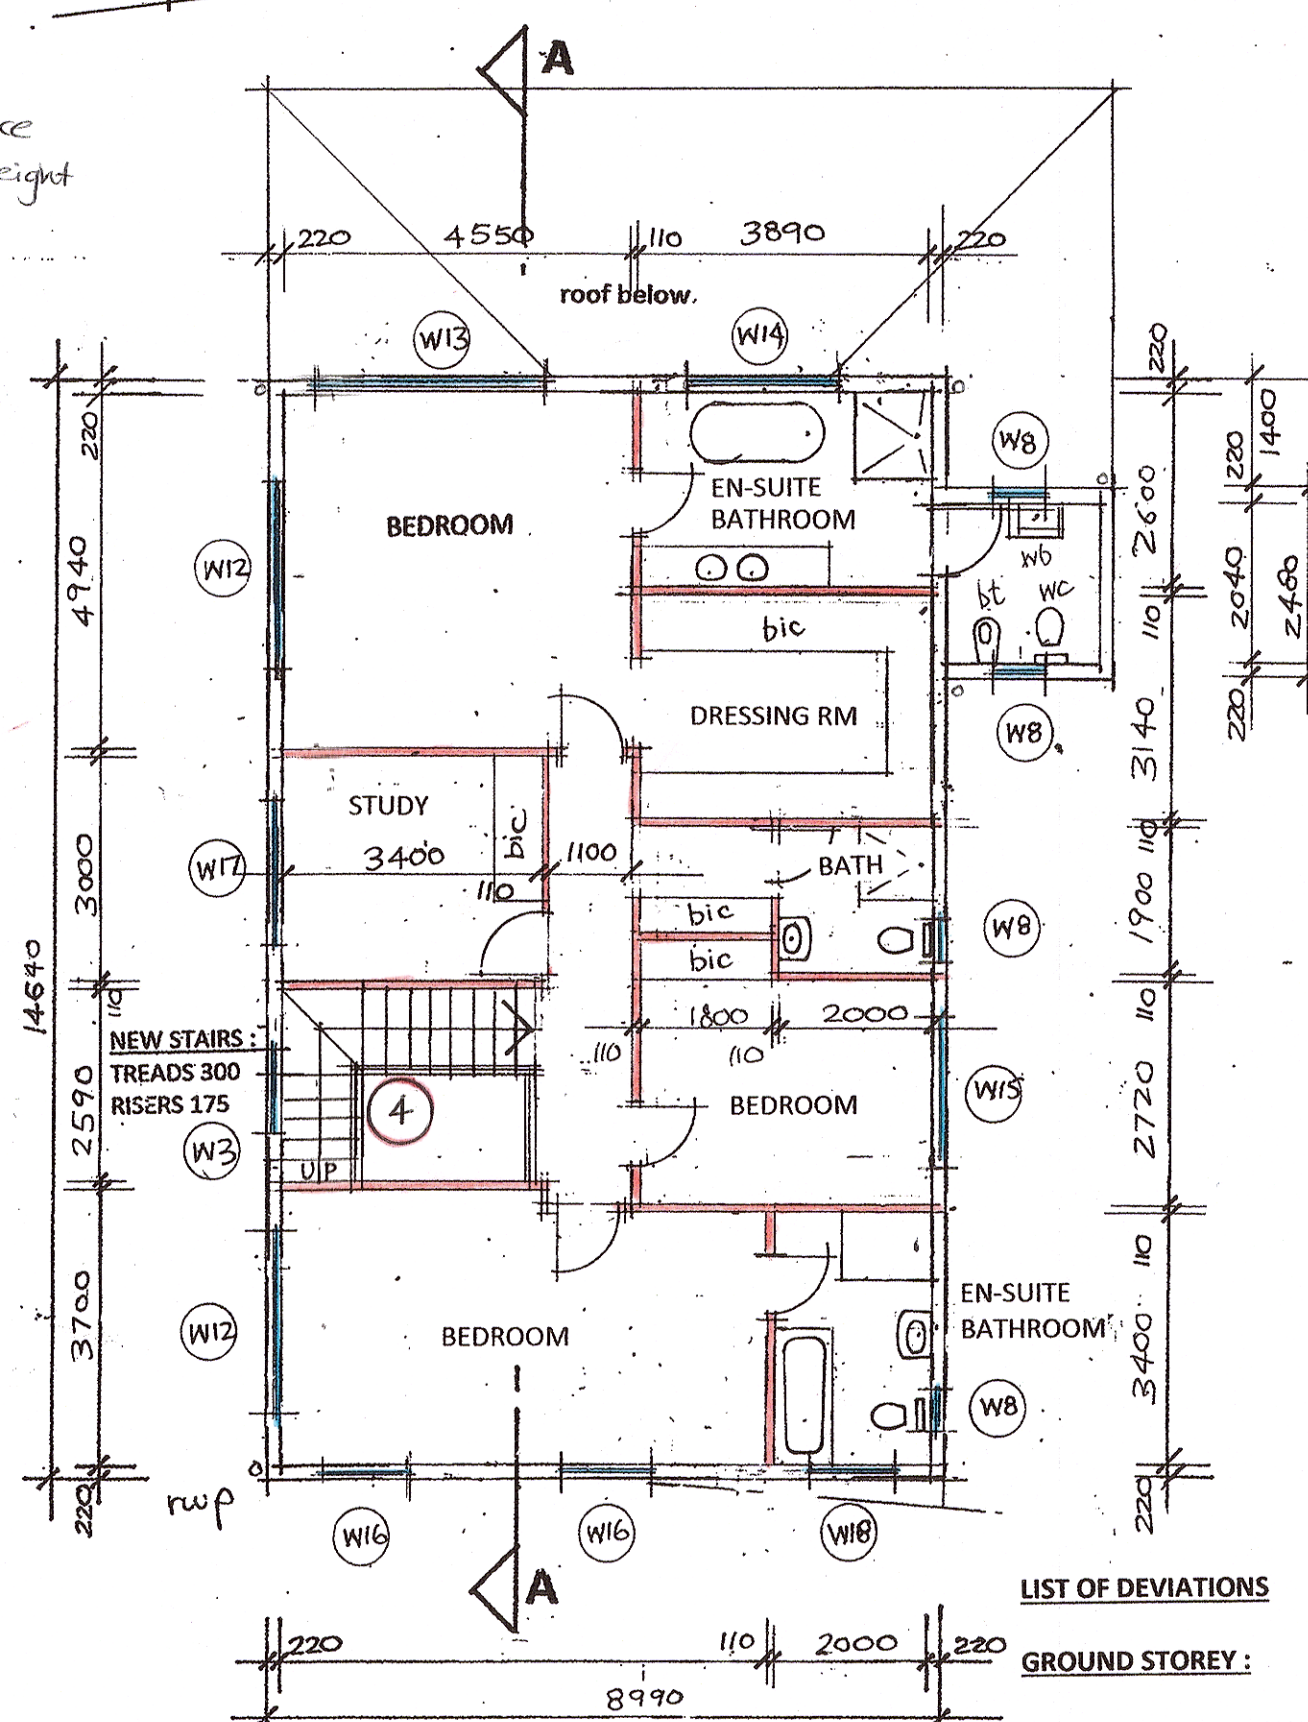 A
ce
eight
220 4550 110 3890 220
roof below.
W13 W14
220
220
1400
220
W8
EN-SUITE
BATHROOM
BEDROOM
2600
wb
W12
4940
bt wc
2040
2480
bic
110
DRESSING RM
3140
W8
220
STUDY
bic
3400
1100
110
BATH
110
W17
3000
bic
1900
W8
bic
14640
110
1800 2000
110
110 110
NEW STAIRS :
TREADS 300
RISERS 175
4
BEDROOM
W15
2590
2720
W3
UP
110
EN-SUITE
BATHROOM
W12
3700
BEDROOM
3400
W8
220
rwp
220
W16 W16 W18
A
LIST OF DEVIATIONS
220 110 2000 220
GROUND STOREY :
8990